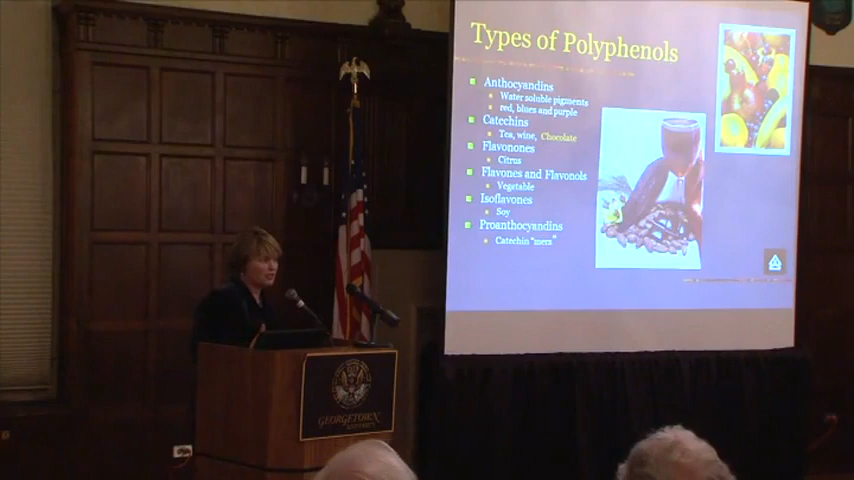 Types of Polyphenols
Anthocyandins
Water soluble pigments
red, blues and purple
Catechins
Tea, wine, Chocolate
Flavonones
Citrus
Flavones and Flavonols
Vegetable
Isoflavones
Soy
Proanthocyandins
Catechin "mers"
GEORGETOWN
UNIVERSITY